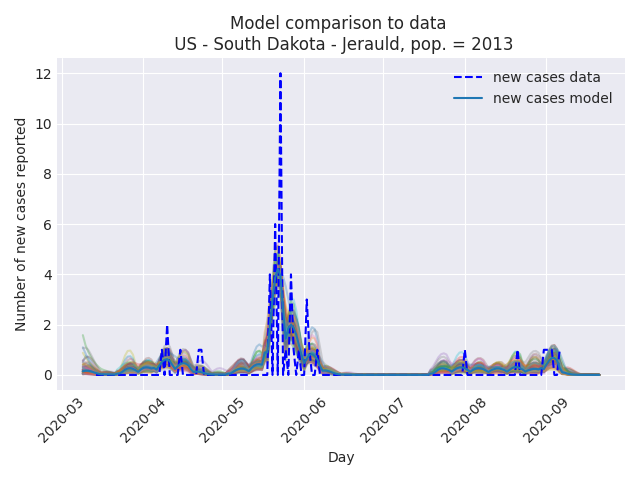 Model comparison to data
US - South Dakota - Jerauld, pop. = 2013
new cases data
new cases model
Number of new cases reported
12
10
8
6
4
2
0
2020-03
2020-04
2020-05
2020-06
2020-07
2020-08
2020-09
Day